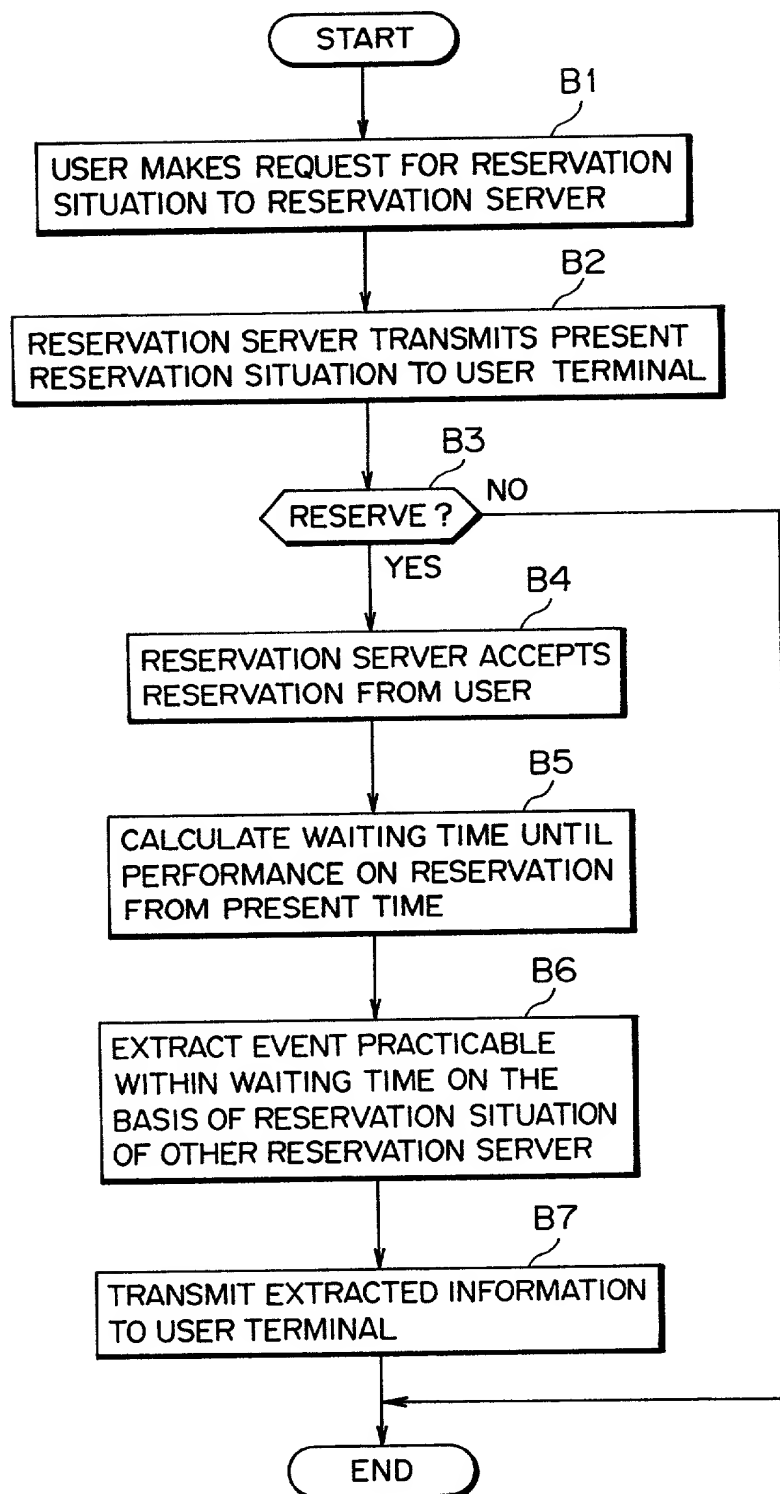 START
B1
USER MAKES REQUEST FOR RESERVATION
SITUATION TO RESERVATION SERVER
B2
RESERVATION SERVER TRANSMITS PRESENT
RESERVATION SITUATION TO USER TERMINAL
B3
RESERVE?
NO
YES
B4
RESERVATION SERVER ACCEPTS
RESERVATION FROM USER
B5
CALCULATE WAITING TIME UNTIL
PERFORMANCE ON RESERVATION
FROM PRESENT TIME
B6
EXTRACT EVENT PRACTICABLE
WITHIN WAITING TIME ON THE
BASIS OF RESERVATION SITUATION
OF OTHER RESERVATION SERVER
B7
TRANSMIT EXTRACTED INFORMATION
TO USER TERMINAL
END